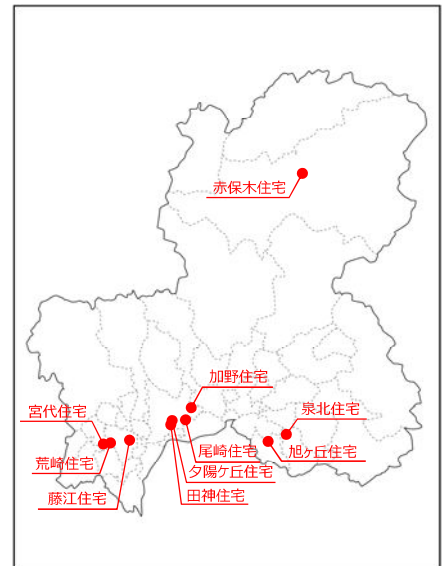 赤保木住宅
加野住宅
宮代住宅
泉北住宅
尾崎住宅
旭ヶ丘住宅
荒崎住宅
夕陽ケ丘住宅
藤江住宅
田神住宅